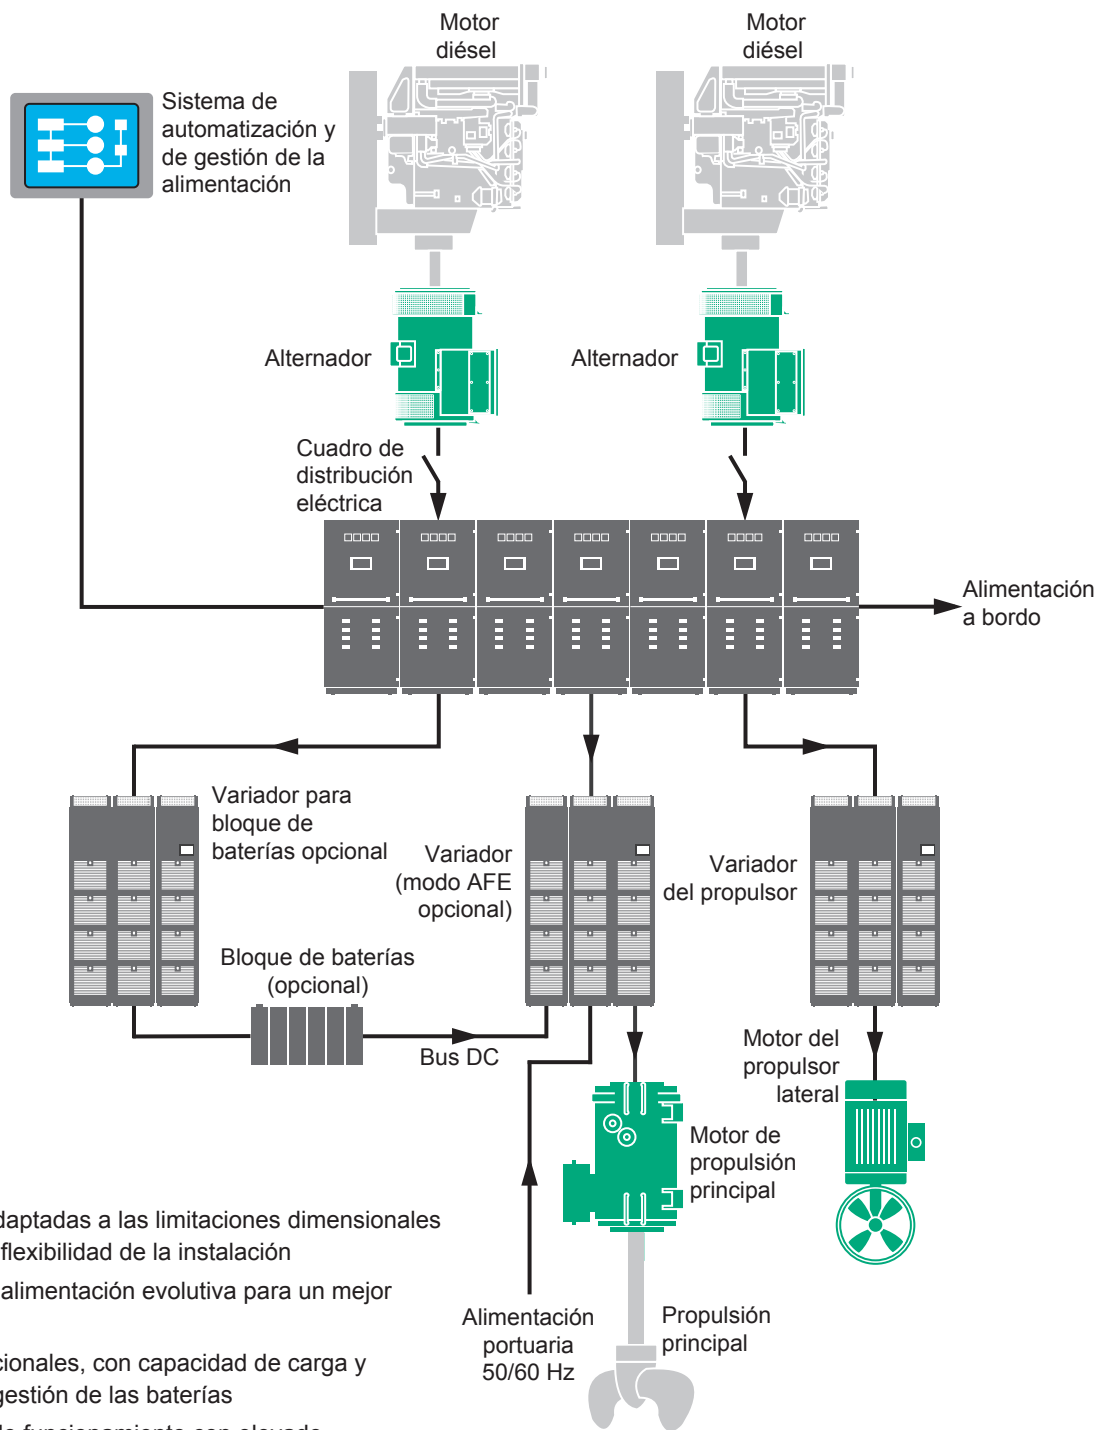 Motor
diésel
Motor
diésel
Sistema de
automatización y
de gestión de la
alimentación
Alternador
Alternador
Cuadro de
distribución
eléctrica
Alimentación
a bordo
Variador para
bloque de
baterías opcional
Variador
(modo AFE
opcional)
Variador
del propulsor
Bloque de baterías
(opcional)
Bus DC
Motor del
propulsor
lateral
Motor de
propulsión
principal
Alimentación
portuaria
50/60 Hz
Propulsión
principal
daptadas a las limitaciones dimensionales
flexibilidad de la instalación
alimentación evolutiva para un mejor
cionales, con capacidad de carga y
gestión de las baterías
de funcionamiento con elevado